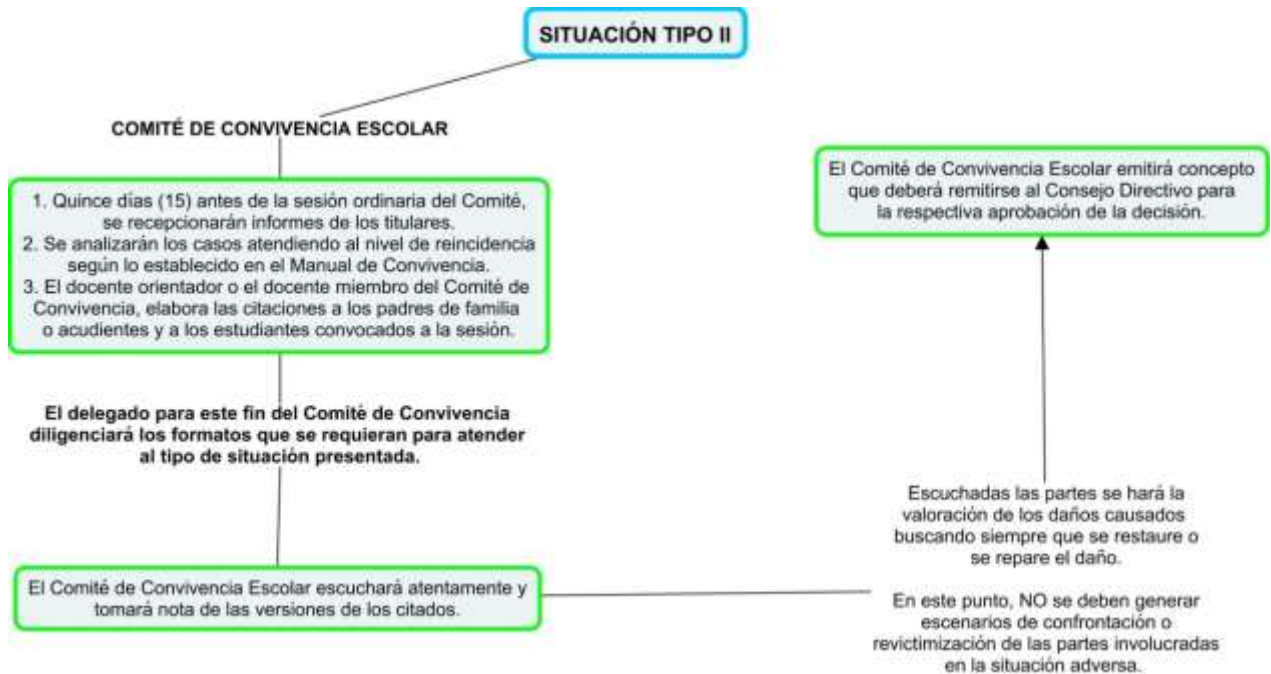 SITUACIÓN TIPO II
COMITÉ DE CONVIVENCIA ESCOLAR
1. Quince días (15) antes de la sesión ordinaria del Comité,
se recepcionarán informes de los titulares.
2. Se analizarán los casos atendiendo al nivel de reincidencia
según lo establecido en el Manual de Convivencia.
3. El docente orientador o el docente miembro del Comité de
Convivencia, elabora las citaciones a los padres de familia
o acudientes y a los estudiantes convocados a la sesión.
El delegado para este fin del Comité de Convivencia
diligenciará los formatos que se requieran para atender
al tipo de situación presentada.
El Comité de Convivencia Escolar escuchará atentamente y
tomará nota de las versiones de los citados.
Escuchadas las partes se hará la
valoración de los daños causados
buscando siempre que se restaure o
se repare el daño.
En este punto, NO se deben generar
escenarios de confrontación o
revictimización de las partes involucradas
en la situación adversa.
El Comité de Convivencia Escolar emitirá concepto
que deberá remitirse al Consejo Directivo para
la respectiva aprobación de la decisión.